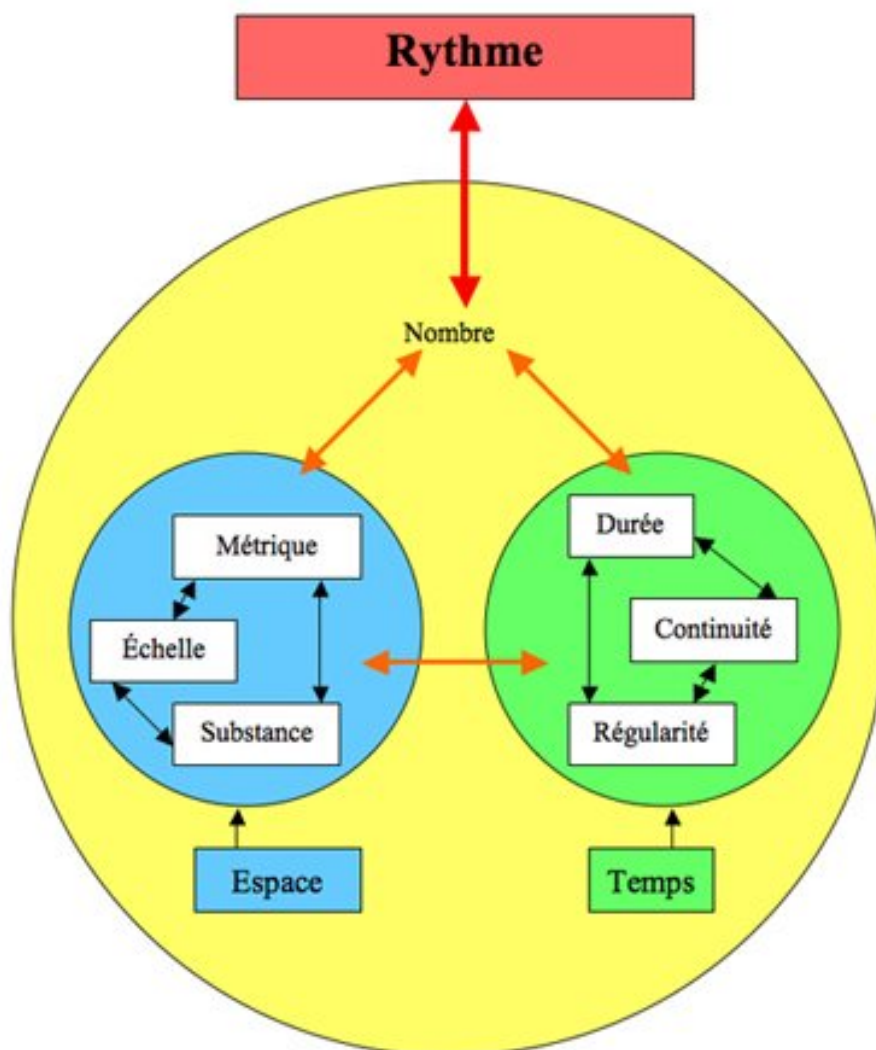 Rythme
Nombre
Métrique
Échelle
Substance
Durée
Continuité
Régularité
Espace
Temps